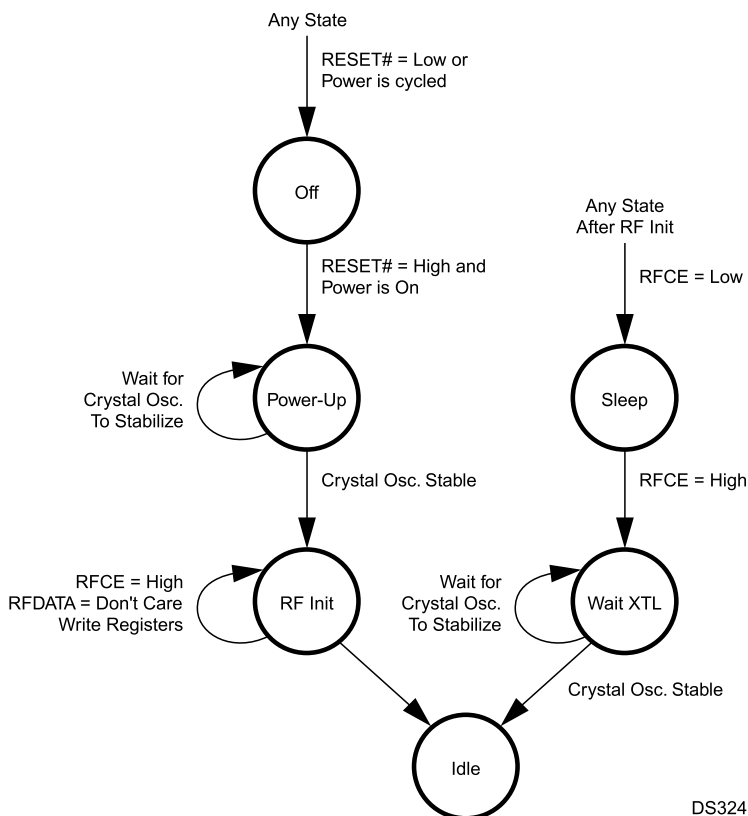 Any State
RESET# = Low or
Power is cycled
Off
Any State
After RF Init
RESET# = High and
Power is On
RFCE = Low
Wait for
Crystal Osc.
To Stabilize
Power-Up
Sleep
Crystal Osc. Stable
RFCE = High
RFCE = High
RFDATA = Don't Care
Write Registers
RF Init
Wait for
Crystal Osc.
To Stabilize
Wait XTL
Crystal Osc. Stable
Idle
DS324